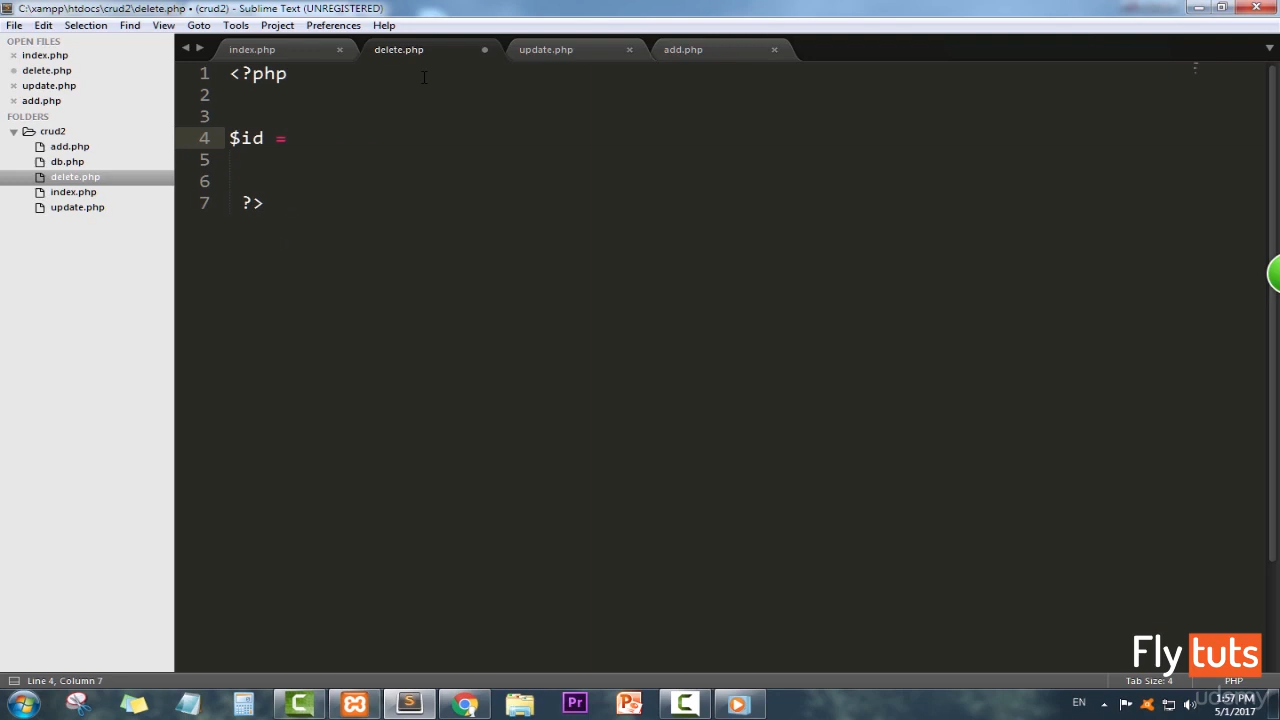 C:\xampp\htdocs\crud2\delete.php • (crud2) - Sublime Text (UNREGISTERED)
File Edit Selection Find View Goto Tools Project Preferences Help
OPEN FILES
index.php
delete.php
update.php
add.php
FOLDERS
crud2
add.php
db.php
delete.php
index.php
update.php
index.php delete.php update.php add.php
1 <?php
2
3
4 $id =
5
6
7 ?>
Fly tuts
Line 4, Column 7 Tab Size: 4 PHP
udemy
EN 1:57 PM
5/1/2017